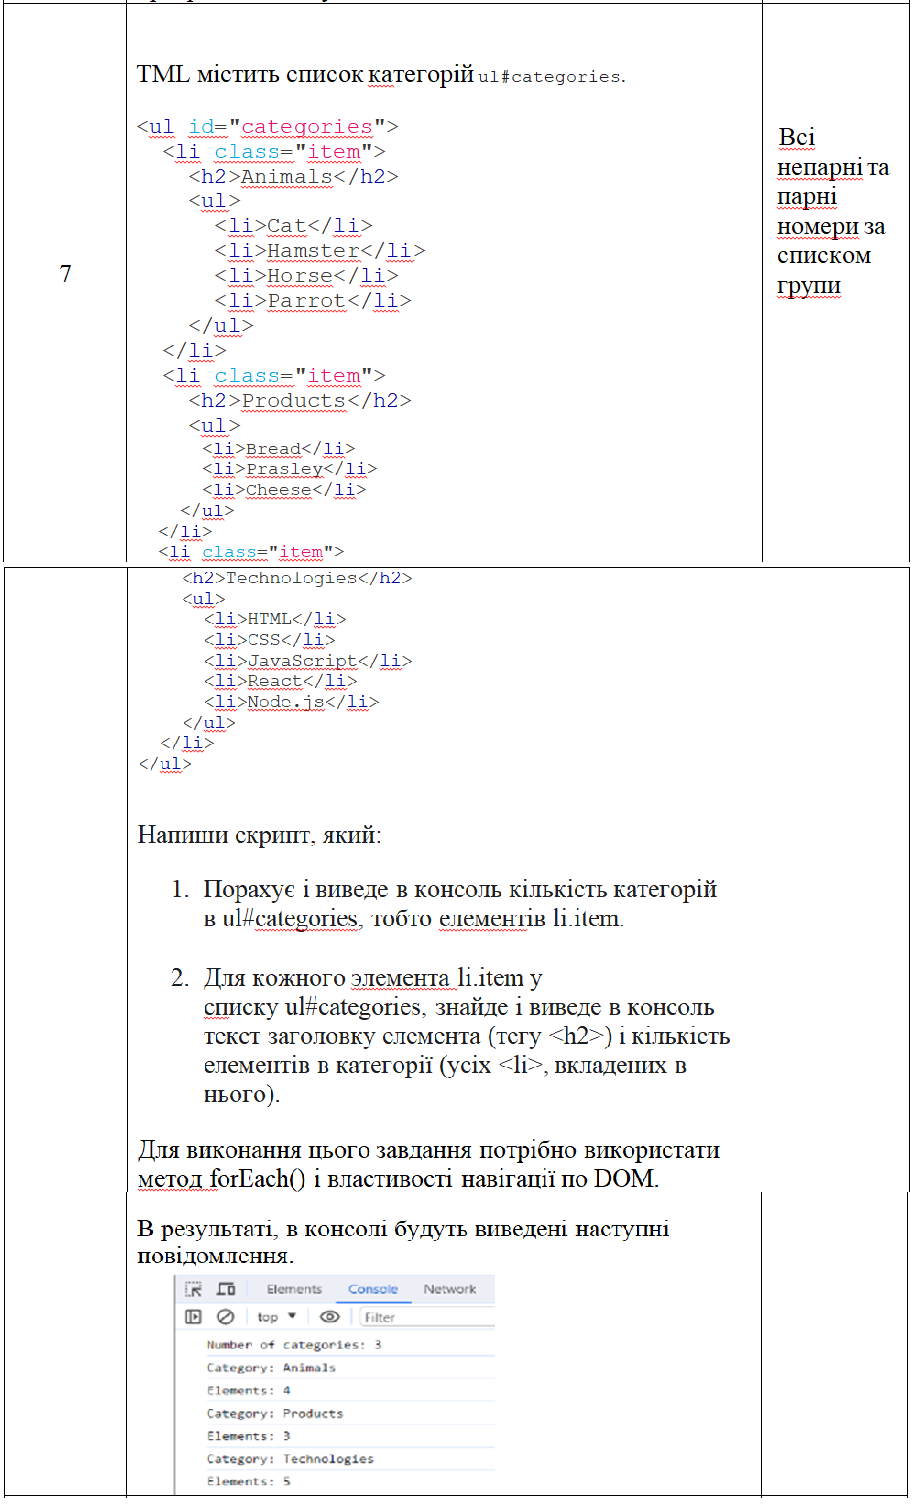 TML містить список категорій ul#categories.
<ul id="categories">
<li class="item">
<h2>Animals</h2>
<ul>
<li>Cat</li>
<li>Hamster</li>
<li>Horse</li>
<li>Parrot</li>
</ul>
</li>
<li class="item">
<h2>Products</h2>
<ul>
<li>Bread</li>
<li>Prasley</li>
<li>Cheese</li>
</ul>
</li>
<li class="item">
7
Всі
непарні та
парні
номери за
списком
групи
<h2>Technologies</h2>
<ul>
<li>HTML</li>
<li>CSS</li>
<li>JavaScript</li>
<li>React</li>
<li>Node.js</li>
</ul>
</li>
</ul>
Напиши скрипт, який:
1. Порахує і виведе в консоль кількість категорій
в ul#categories, тобто елементів li.item.
2. Для кожного элемента li.item у
списку ul#categories, знайде і виведе в консоль
текст заголовку елемента (тегу <h2>) і кількість
елементів в категорії (усіх <li>, вкладених в
нього).
Для виконання цього завдання потрібно використати
метод forEach() і властивості навігації по DOM.
В результаті, в консолі будуть виведені наступні
повідомлення.
Elements Console Network
top Filter
Number of categories: 3
Category: Animals
Elements: 4
Category: Products
Elements: 3
Category: Technologies
Elements: 5